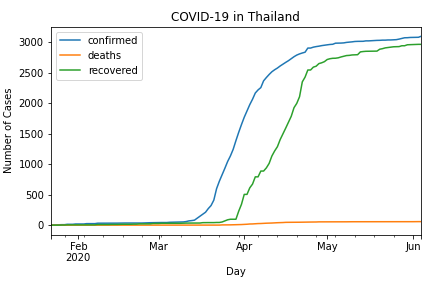 COVID-19 in Thailand
confirmed
deaths
recovered
Number of Cases
3000
2500
2000
1500
1000
500
0
Feb Mar Apr May Jun
2020
Day